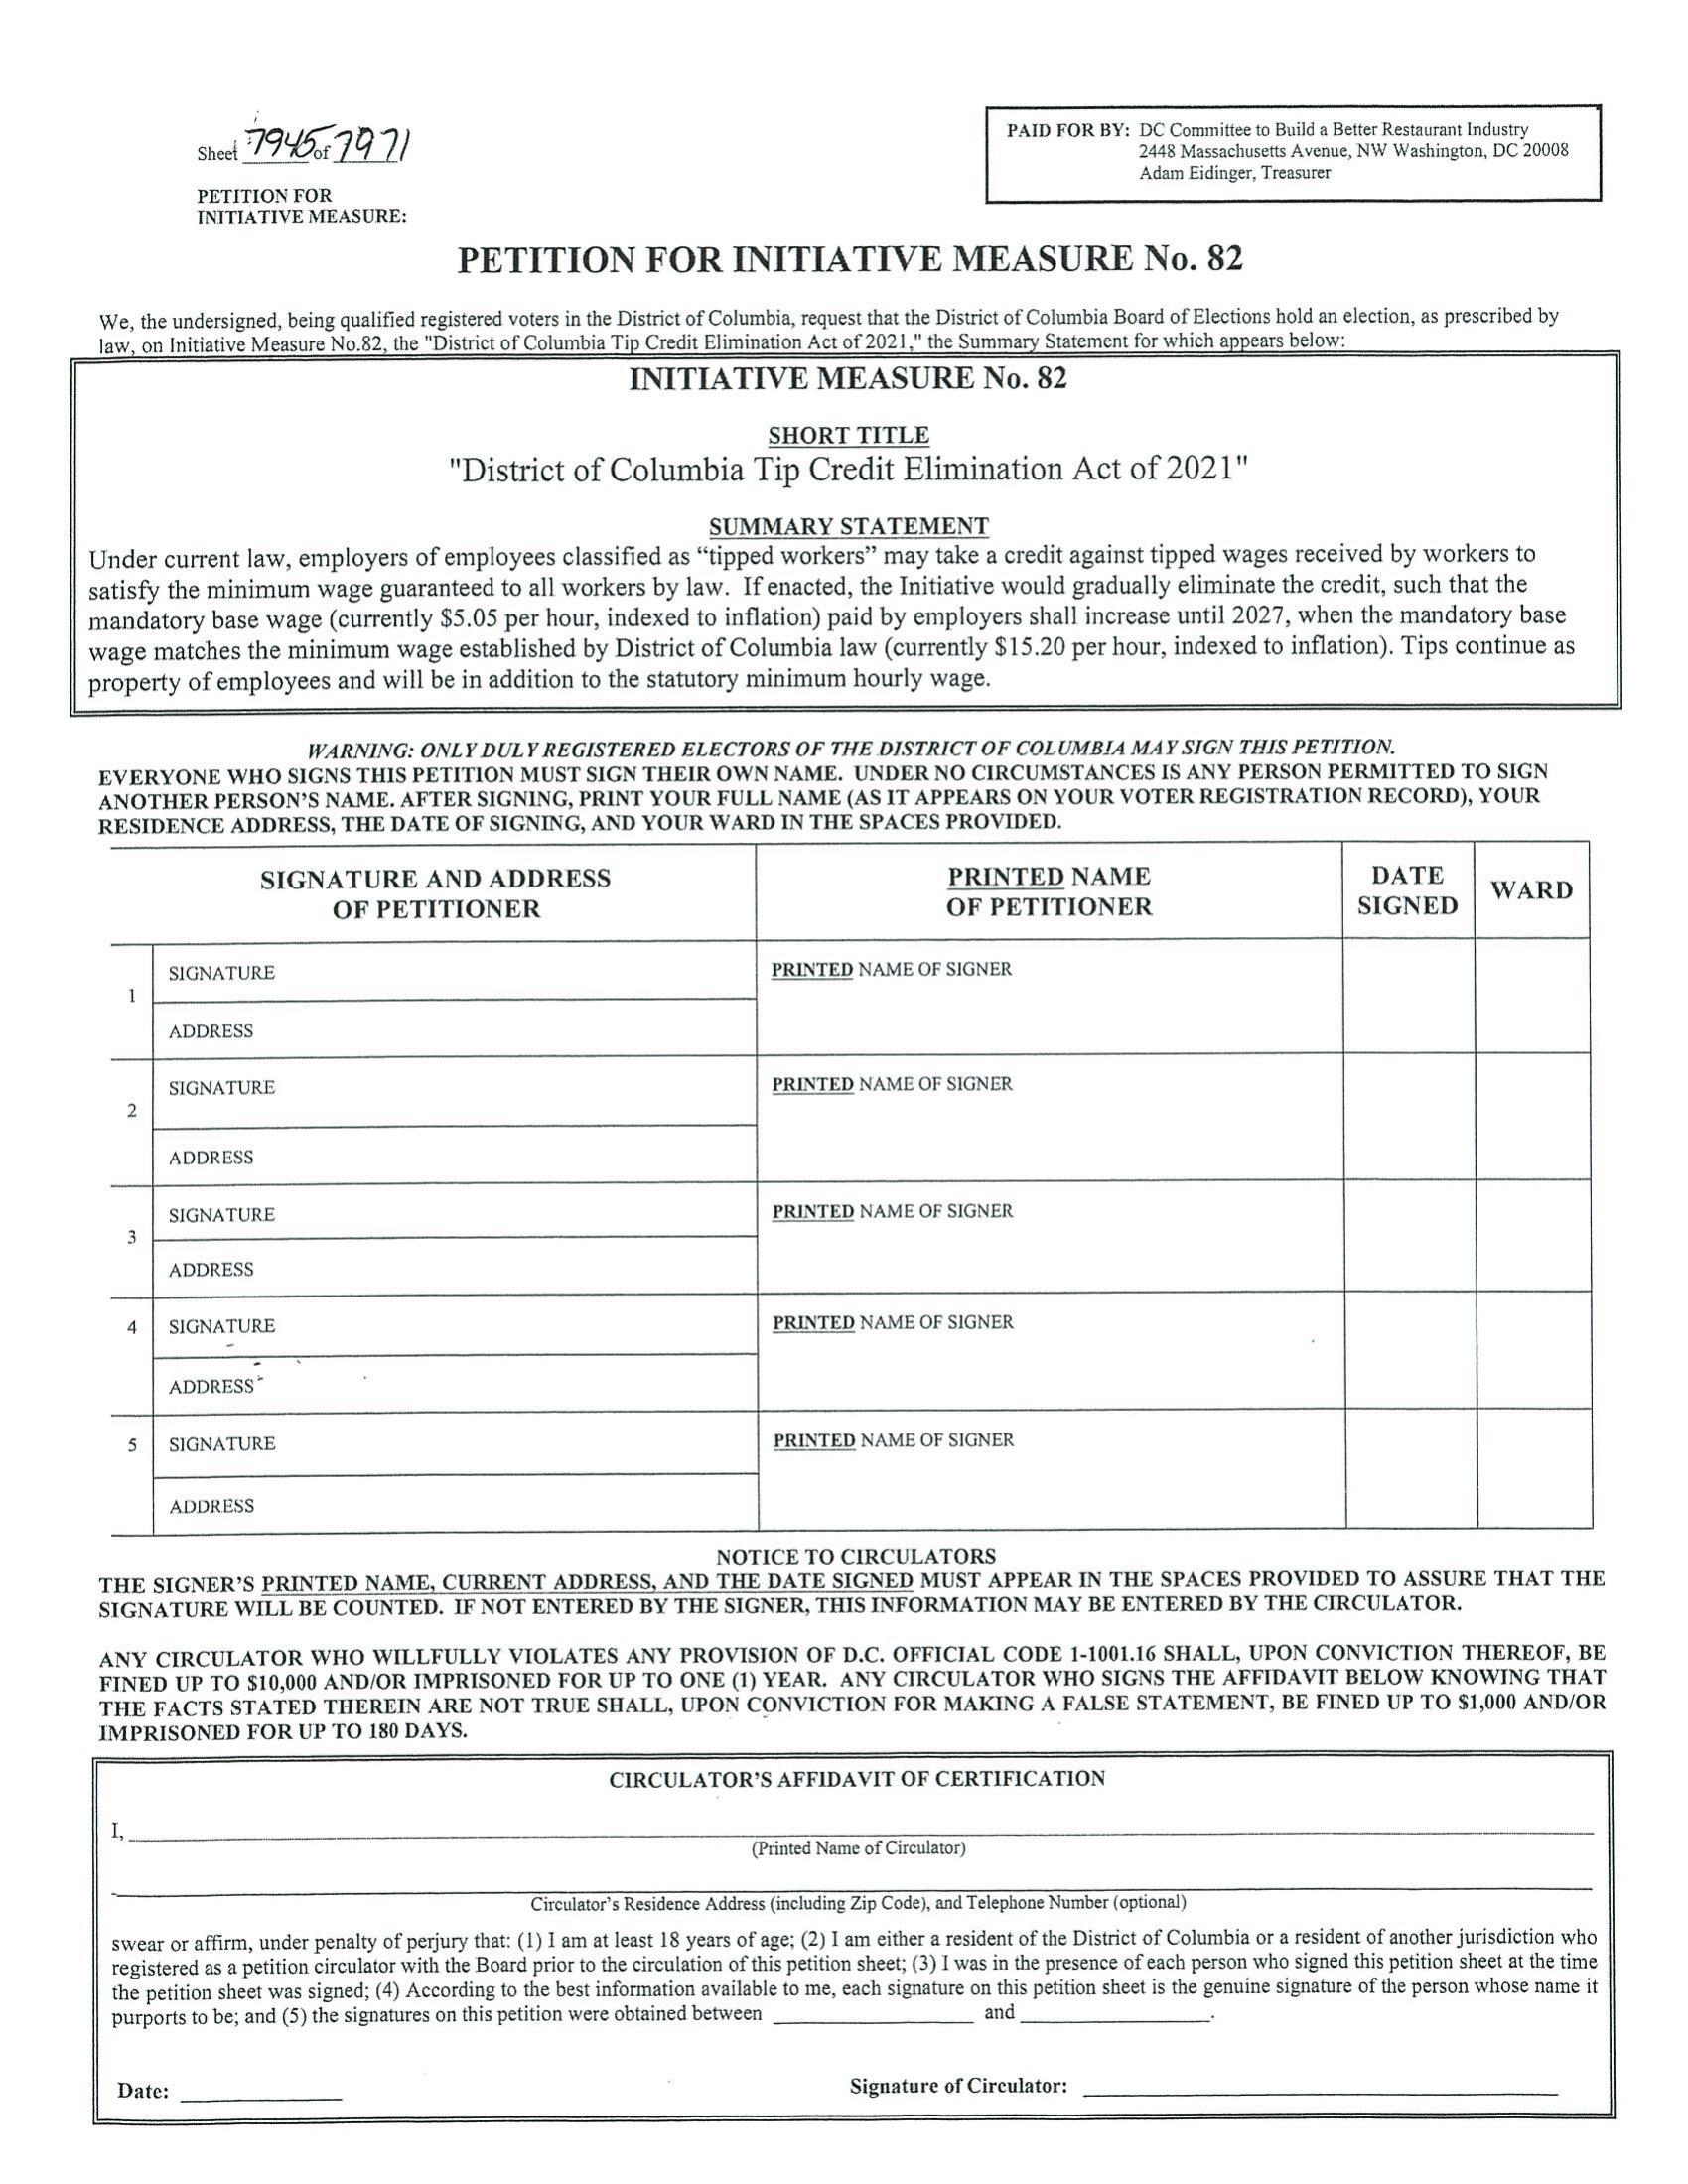 Sheet 7945 of 7971
PAID FOR BY: DC Committee to Build a Better Restaurant Industry
2448 Massachusetts Avenue, NW Washington, DC 20008
Adam Eidinger, Treasurer
PETITION FOR
INITIATIVE MEASURE:
PETITION FOR INITIATIVE MEASURE No. 82
We, the undersigned, being qualified registered voters in the District of Columbia, request that the District of Columbia Board of Elections hold an election, as prescribed by
law, on Initiative Measure No.82, the "District of Columbia Tip Credit Elimination Act of 2021," the Summary Statement for which appears below:
INITIATIVE MEASURE No. 82
SHORT TITLE
"District of Columbia Tip Credit Elimination Act of 2021"
SUMMARY STATEMENT
Under current law, employers of employees classified as “tipped workers” may take a credit against tipped wages received by workers to
satisfy the minimum wage guaranteed to all workers by law. If enacted, the Initiative would gradually eliminate the credit, such that the
mandatory base wage (currently $5.05 per hour, indexed to inflation) paid by employers shall increase until 2027, when the mandatory base
wage matches the minimum wage established by District of Columbia law (currently $15.20 per hour, indexed to inflation). Tips continue as
property of employees and will be in addition to the statutory minimum hourly wage.
WARNING: ONLY DULY REGISTERED ELECTORS OF THE DISTRICT OF COLUMBIA MAY SIGN THIS PETITION.
EVERYONE WHO SIGNS THIS PETITION MUST SIGN THEIR OWN NAME. UNDER NO CIRCUMSTANCES IS ANY PERSON PERMITTED TO SIGN
ANOTHER PERSON'S NAME. AFTER SIGNING, PRINT YOUR FULL NAME (AS IT APPEARS ON YOUR VOTER REGISTRATION RECORD), YOUR
RESIDENCE ADDRESS, THE DATE OF SIGNING, AND YOUR WARD IN THE SPACES PROVIDED.
SIGNATURE AND ADDRESS
OF PETITIONER
PRINTED NAME
OF PETITIONER
DATE
SIGNED
WARD
1
SIGNATURE
PRINTED NAME OF SIGNER
ADDRESS
2
SIGNATURE
PRINTED NAME OF SIGNER
ADDRESS
3
SIGNATURE
PRINTED NAME OF SIGNER
ADDRESS
4
SIGNATURE
PRINTED NAME OF SIGNER
ADDRESS
5
SIGNATURE
PRINTED NAME OF SIGNER
ADDRESS
NOTICE TO CIRCULATORS
THE SIGNER'S PRINTED NAME, CURRENT ADDRESS, AND THE DATE SIGNED MUST APPEAR IN THE SPACES PROVIDED TO ASSURE THAT THE
SIGNATURE WILL BE COUNTED. IF NOT ENTERED BY THE SIGNER, THIS INFORMATION MAY BE ENTERED BY THE CIRCULATOR.
ANY CIRCULATOR WHO WILLFULLY VIOLATES ANY PROVISION OF D.C. OFFICIAL CODE 1-1001.16 SHALL, UPON CONVICTION THEREOF, BE
FINED UP TO $10,000 AND/OR IMPRISONED FOR UP TO ONE (1) YEAR. ANY CIRCULATOR WHO SIGNS THE AFFIDAVIT BELOW KNOWING THAT
THE FACTS STATED THEREIN ARE NOT TRUE SHALL, UPON CONVICTION FOR MAKING A FALSE STATEMENT, BE FINED UP TO $1,000 AND/OR
IMPRISONED FOR UP TO 180 DAYS.
CIRCULATOR'S AFFIDAVIT OF CERTIFICATION
I,
(Printed Name of Circulator)
Circulator's Residence Address (including Zip Code), and Telephone Number (optional)
swear or affirm, under penalty of perjury that: (1) I am at least 18 years of age; (2) I am either a resident of the District of Columbia or a resident of another jurisdiction who
registered as a petition circulator with the Board prior to the circulation of this petition sheet; (3) I was in the presence of each person who signed this petition sheet at the time
the petition sheet was signed; (4) According to the best information available to me, each signature on this petition sheet is the genuine signature of the person whose name it
purports to be; and (5) the signatures on this petition were obtained between ________ and ________.
Date: ________ Signature of Circulator: ________